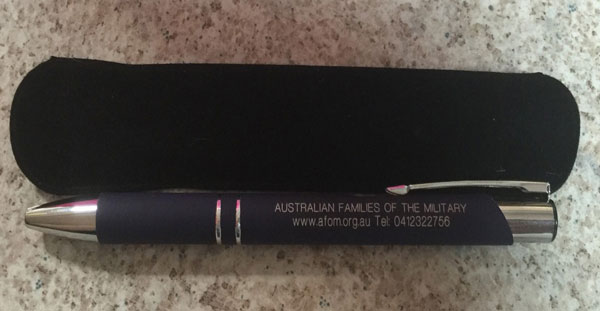 AUSTRALIAN FAMILIES OF THE MILITARY
www.afom.org.au Tel: 0412322756